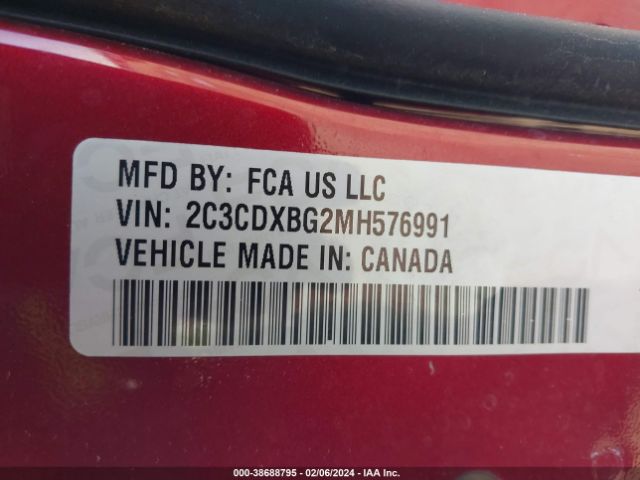 MFD BY: FCA US LLC
VIN: 2C3CDXBG2MH576991
VEHICLE MADE IN: CANADA
000-38688795 - 02/06/2024 - IAA Inc.